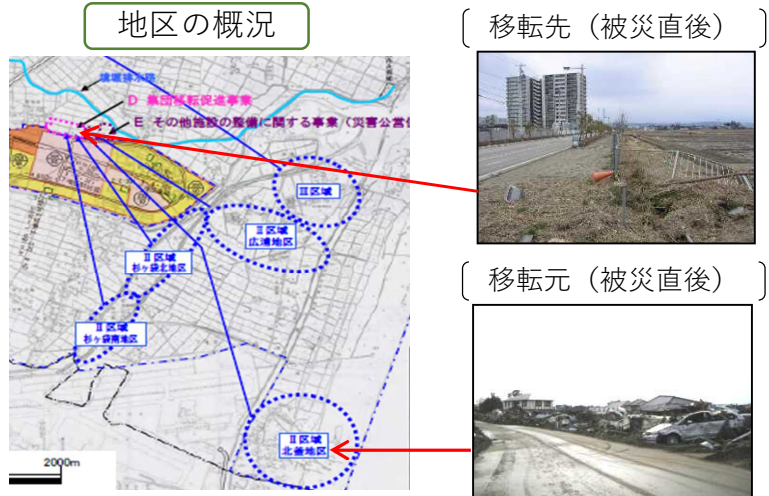 地区の概況
移転先（被災直後）
D 集団移転促進事業
E その他施設の整備に関する事業（災害公営住
Ⅲ区域
Ⅱ区域
広浦地区
Ⅱ区域
杉ヶ袋北地区
Ⅱ区域
杉ヶ袋南地区
移転元（被災直後）
Ⅱ区域
北釜地区
2000m